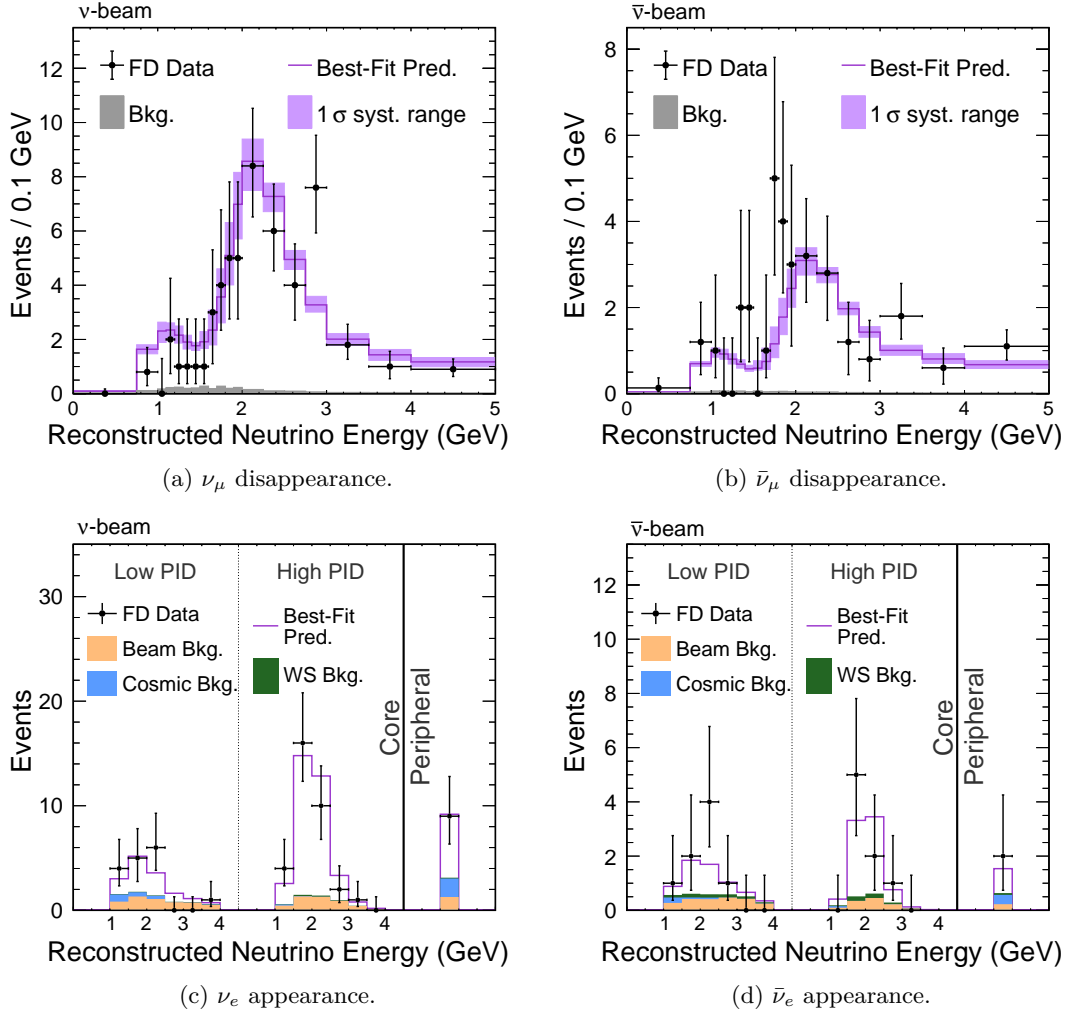 ν-beam
FD Data
Best-Fit Pred.
Bkg.
1 σ syst. range
Events / 0.1 GeV
0 2 4 6 8 10 12
0 1 2 3 4 5
Reconstructed Neutrino Energy (GeV)
(a) νμ disappearance.
ν̄-beam
FD Data
Best-Fit Pred.
Bkg.
1 σ syst. range
Events / 0.1 GeV
0 2 4 6 8
0 1 2 3 4 5
Reconstructed Neutrino Energy (GeV)
(b) ν̄μ disappearance.
ν-beam
Low PID
High PID
FD Data
Best-Fit
Pred.
Beam Bkg.
WS Bkg.
Cosmic Bkg.
Core
Peripheral
Events
0 10 20 30
1 2 3 4 1 2 3 4
Reconstructed Neutrino Energy (GeV)
(c) νe appearance.
ν̄-beam
Low PID
High PID
FD Data
Best-Fit
Pred.
Beam Bkg.
WS Bkg.
Cosmic Bkg.
Core
Peripheral
Events
0 2 4 6 8 10 12
1 2 3 4 1 2 3 4
Reconstructed Neutrino Energy (GeV)
(d) ν̄e appearance.